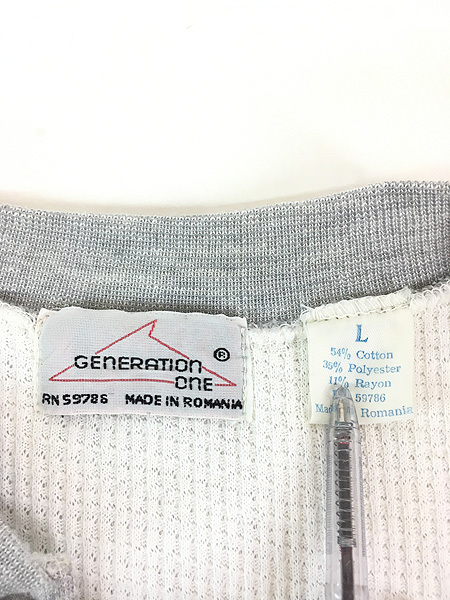 GENERATION ®
ONE
RN 59786 MADE IN ROMANIA
L
54% Cotton
35% Polyester
11% Rayon
59786
Romania